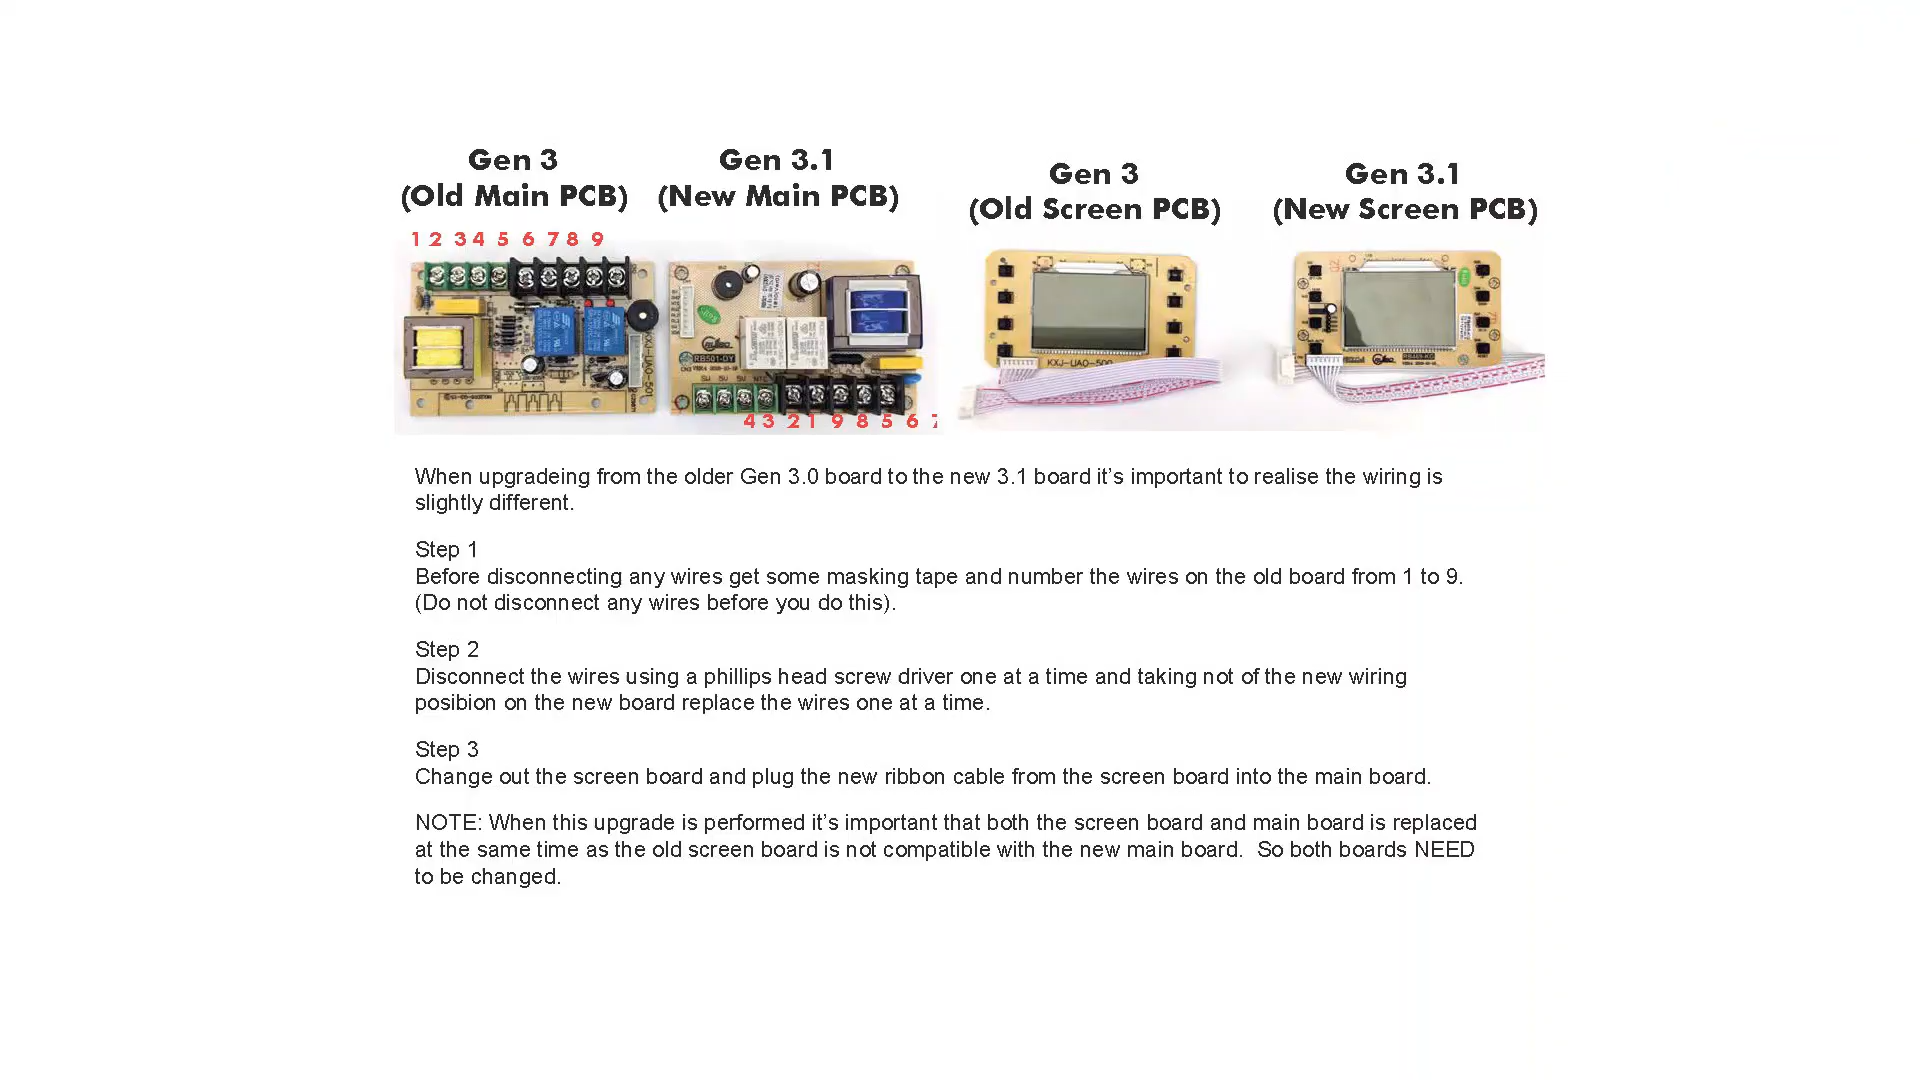 Gen 3
(Old Main PCB)
Gen 3.1
(New Main PCB)
Gen 3
(Old Screen PCB)
Gen 3.1
(New Screen PCB)
1 2 3 4 5 6 7 8 9
RB501-DY
5V 5V NTC
4 3 2 1 9 8 5 6 7
KXJ-UAO-500
When upgradeing from the older Gen 3.0 board to the new 3.1 board it’s important to realise the wiring is
slightly different.
Step 1
Before disconnecting any wires get some masking tape and number the wires on the old board from 1 to 9.
(Do not disconnect any wires before you do this).
Step 2
Disconnect the wires using a phillips head screw driver one at a time and taking not of the new wiring
posibion on the new board replace the wires one at a time.
Step 3
Change out the screen board and plug the new ribbon cable from the screen board into the main board.
NOTE: When this upgrade is performed it’s important that both the screen board and main board is replaced
at the same time as the old screen board is not compatible with the new main board.  So both boards NEED
to be changed.